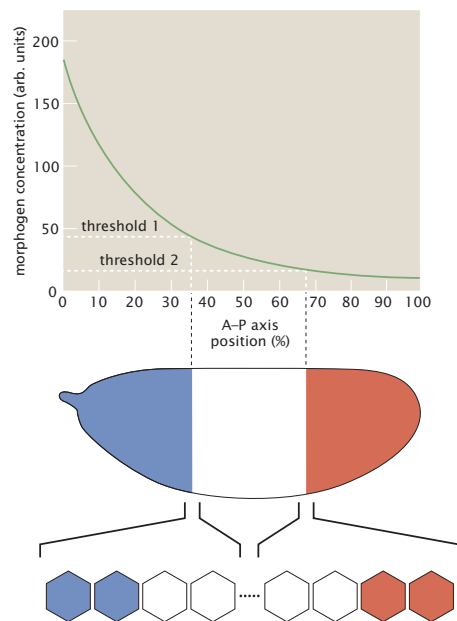 morphogen concentration (arb. units)
200
150
100
50
0
threshold 1
threshold 2
0 10 20 30 40 50 60 70 80 90 100
A–P axis
position (%)